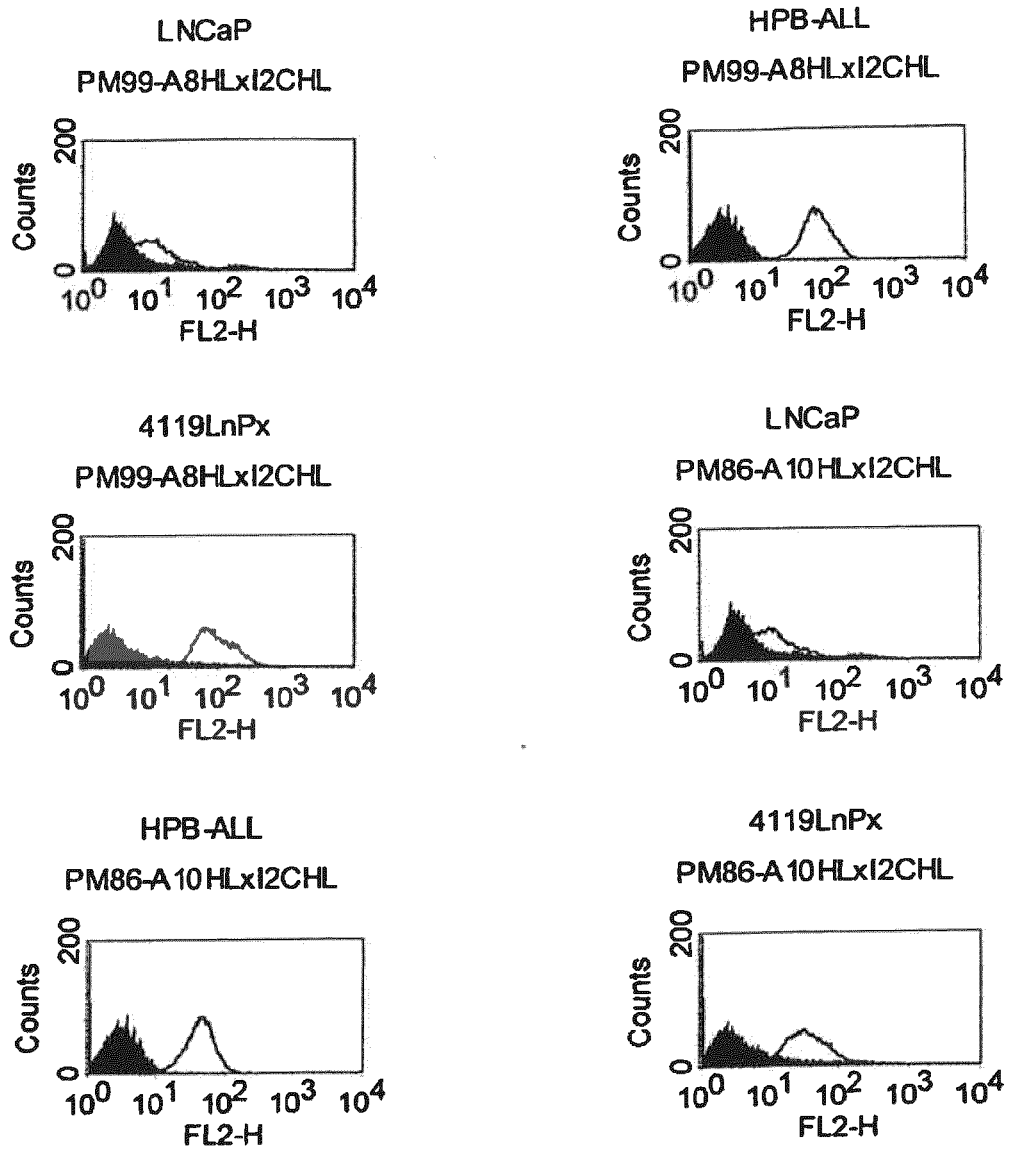 LNCaP
PM99-A8HLxI2CHL
200
Counts
0
10^0 10^1 10^2 10^3 10^4
FL2-H
HPB-ALL
PM99-A8HLxI2CHL
200
Counts
0
10^0 10^1 10^2 10^3 10^4
FL2-H
4119LnPx
PM99-A8HLxI2CHL
200
Counts
0
10^0 10^1 10^2 10^3 10^4
FL2-H
LNCaP
PM86-A10HLxI2CHL
200
Counts
0
10^0 10^1 10^2 10^3 10^4
FL2-H
HPB-ALL
PM86-A10HLxI2CHL
200
Counts
0
10^0 10^1 10^2 10^3 10^4
FL2-H
4119LnPx
PM86-A10HLxI2CHL
200
Counts
0
10^0 10^1 10^2 10^3 10^4
FL2-H